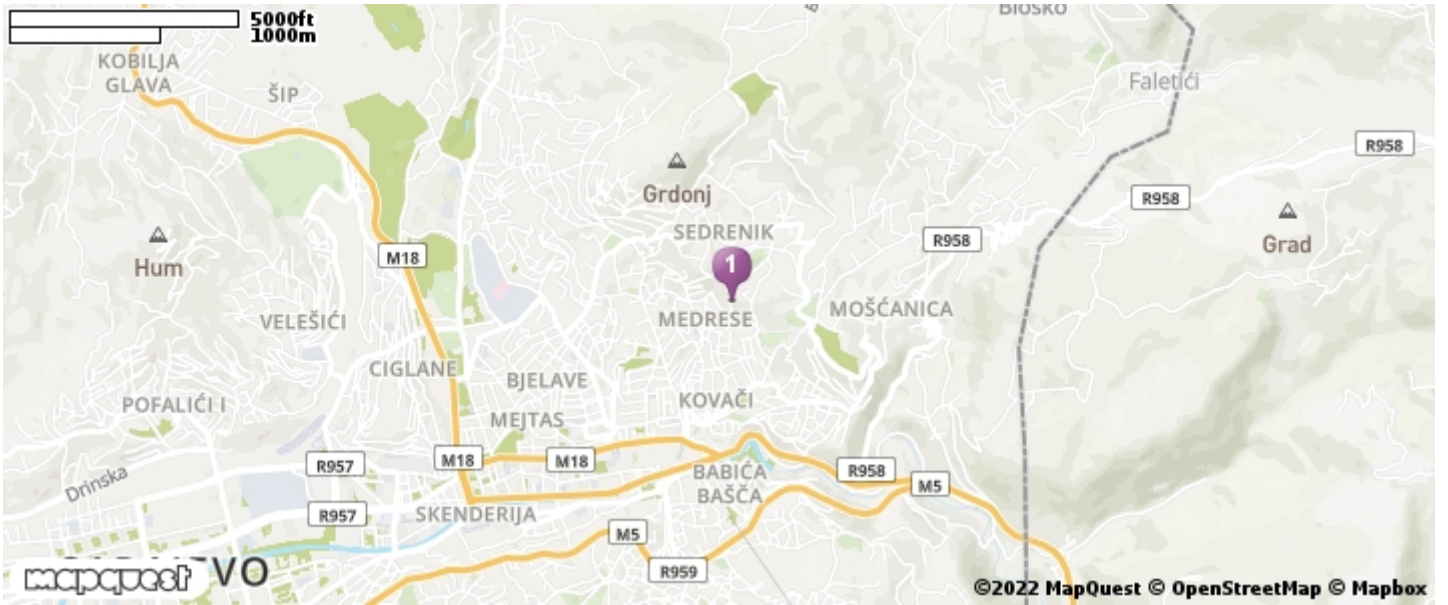 5000ft
1000m
BIOSKO
KOBILJA
GLAVA
ŠIP
Faletići
R958
Grdonj
R958
SEDRENIK
Hum
M18
R958
Grad
1
VELEŠIĆI
MEDRESE
MOŠĆANICA
CIGLANE
BJELAVE
POFALIĆI I
KOVAČI
MEJTAS
Drinska
R957
M18
M18
BABIĆA
BAŠČA
R958
M5
R957
SKENDERIJA
M5
R959
mapquest
©2022 MapQuest © OpenStreetMap © Mapbox